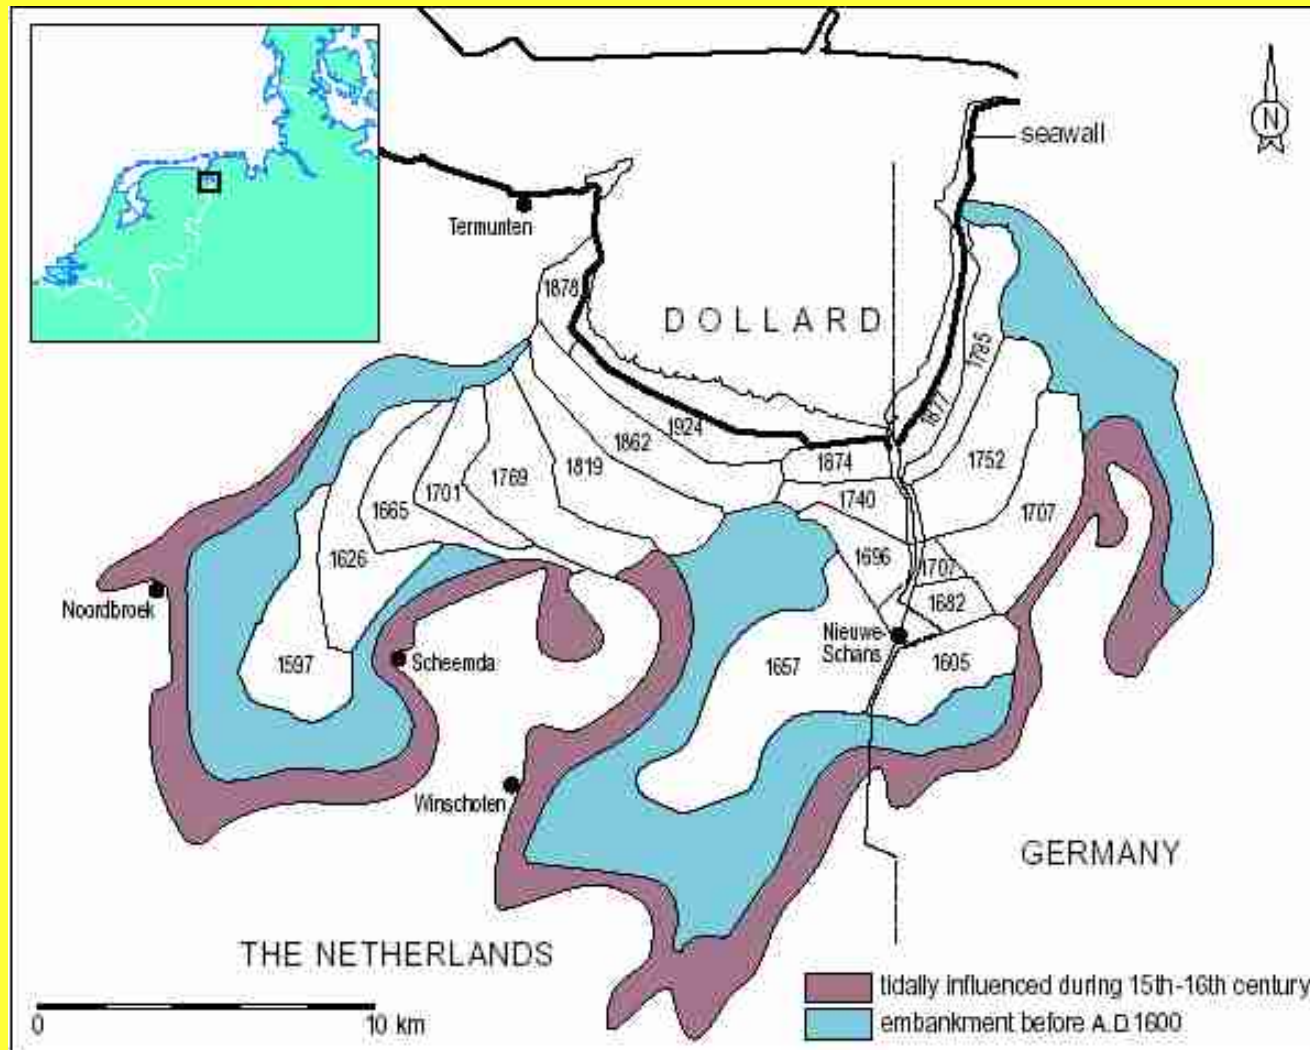 N
seawall
Termunten
1878
DOLLARD
1795
1877
1924
1862
1874
1752
1819
1769
1701
1665
1740
1707
1626
1696
1707
1682
Noordbroek
Nieuwe-
Schans
1597
Scheemda
1657
1605
Winschoten
GERMANY
THE NETHERLANDS
tidally influenced during 15th-16th century
0
10 km
embankment before A.D.1600